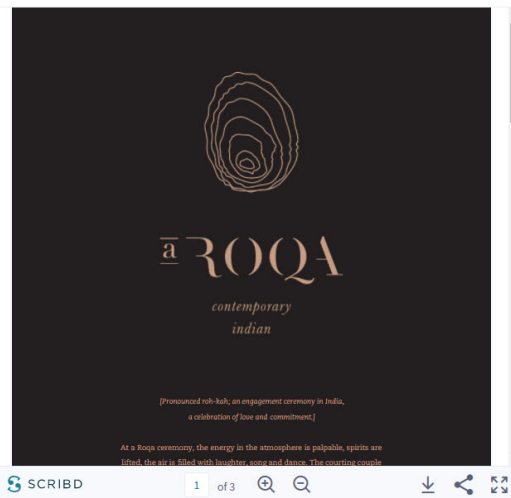 a ROQA
contemporary
indian
[Pronounced roh-kah; an engagement ceremony in India,
a celebration of love and commitment.]
At a Roqa ceremony, the energy in the atmosphere is palpable, spirits are
lifted, the air is filled with laughter, song and dance. The courting couple
SCRIBD
1 of 3